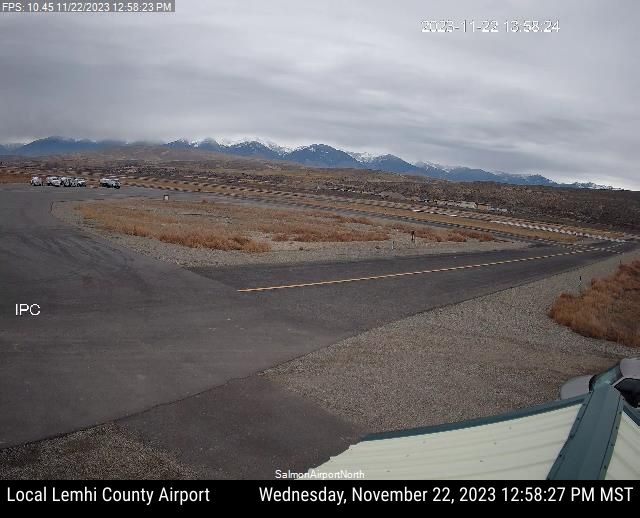 FPS: 10.45 11/22/2023 12:58:23 PM
2023-11-22 13:58:24
IPC
SalmonAirportNorth
Local Lemhi County Airport Wednesday, November 22, 2023 12:58:27 PM MST